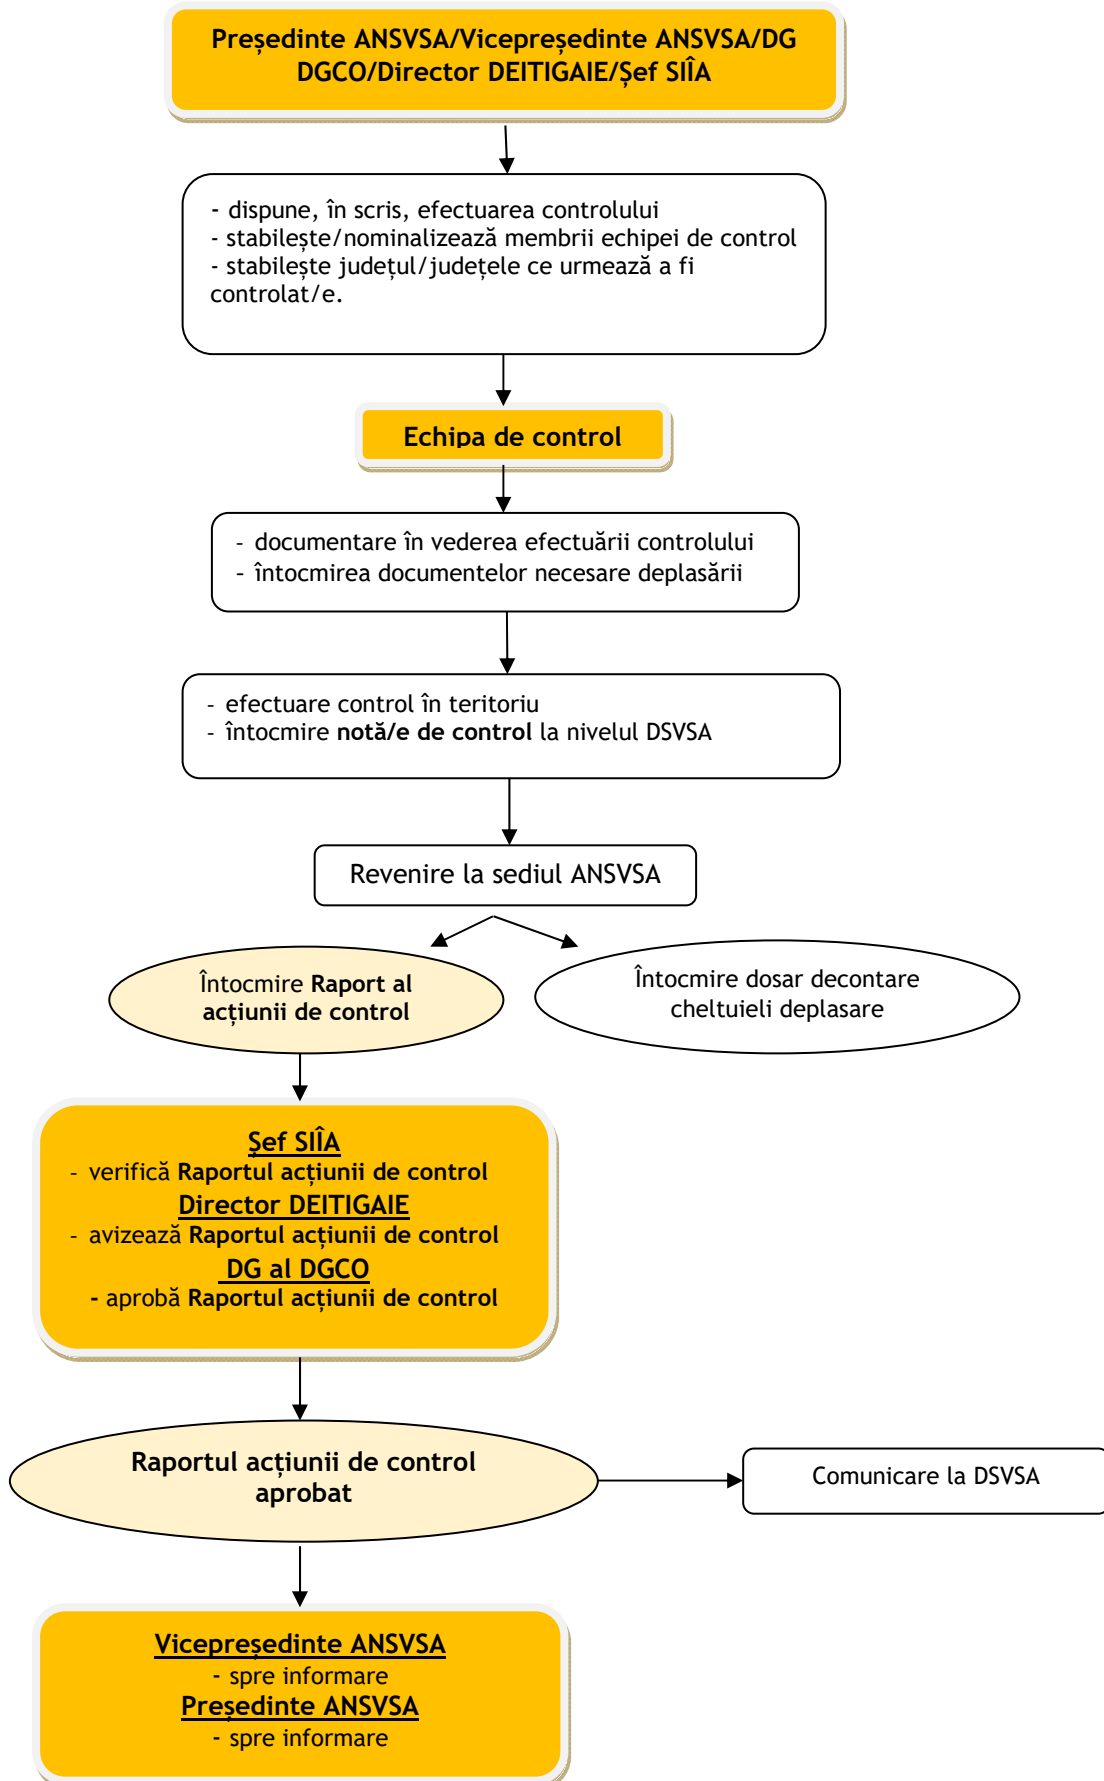 Președinte ANSVSA/Vicepreședinte ANSVSA/DG
DGCO/Director DEITIGAIE/Șef SIÎA
- dispune, în scris, efectuarea controlului
- stabilește/nominalizează membrii echipei de control
- stabilește județul/județele ce urmează a fi
controlat/e.
Echipa de control
- documentare în vederea efectuării controlului
- întocmirea documentelor necesare deplasării
- efectuare control în teritoriu
- întocmire notă/e de control la nivelul DSVSA
Revenire la sediul ANSVSA
Întocmire Raport al
acțiunii de control
Întocmire dosar decontare
cheltuieli deplasare
Șef SIÎA
- verifică Raportul acțiunii de control
Director DEITIGAIE
- avizează Raportul acțiunii de control
DG al DGCO
- aprobă Raportul acțiunii de control
Raportul acțiunii de control
aprobat
Comunicare la DSVSA
Vicepreședinte ANSVSA
- spre informare
Președinte ANSVSA
- spre informare